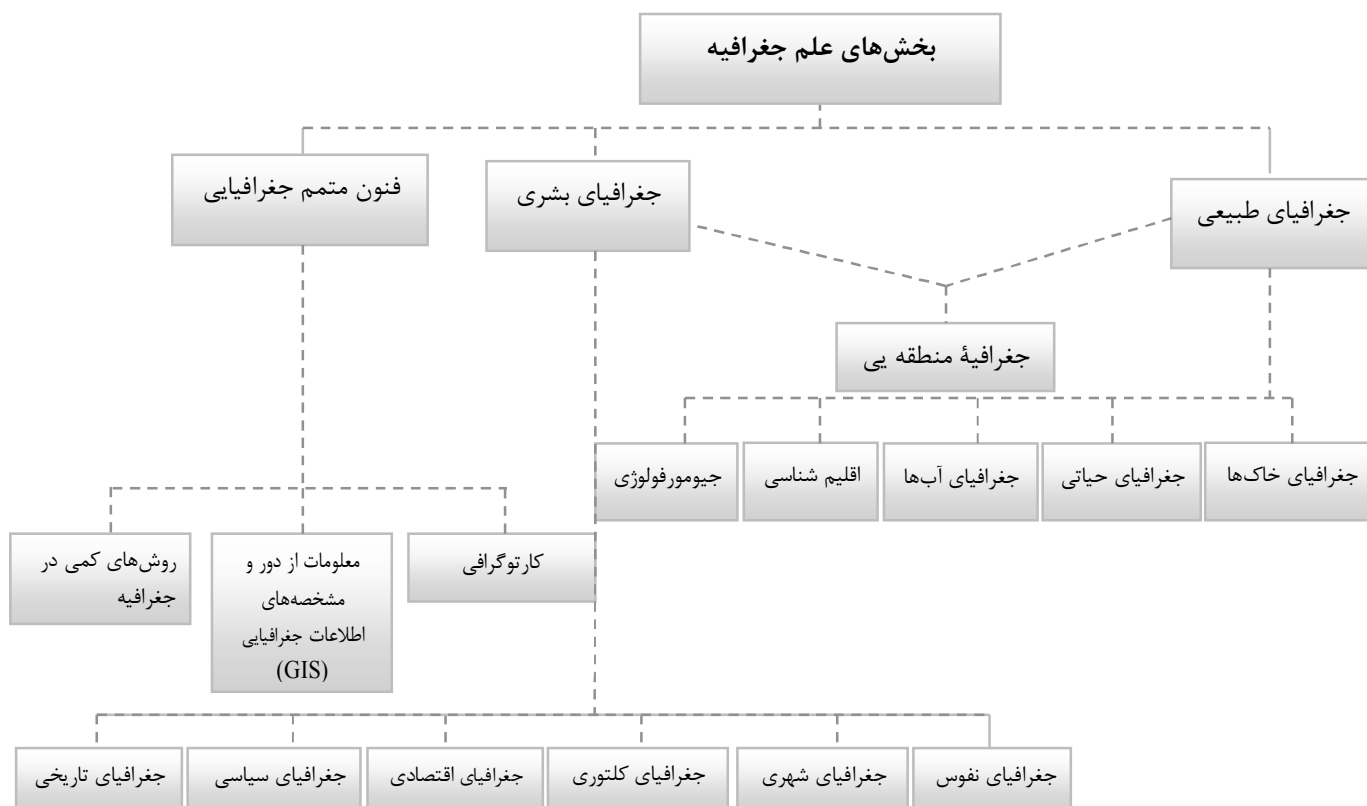 بخش‌های علم جغرافیه
جغرافیای طبیعی
جغرافیای بشری
فنون متمم جغرافیایی
جغرافیۀ منطقه یی
جغرافیای خاک‌ها
جغرافیای حیاتی
جغرافیای آب‌ها
اقلیم شناسی
جیومورفولوژی
کارتوگرافی
معلومات از دور و
مشخصه‌های
اطلاعات جغرافیایی
(GIS)
روش‌های کمی در
جغرافیه
جغرافیای نفوس
جغرافیای شهری
جغرافیای کلتوری
جغرافیای اقتصادی
جغرافیای سیاسی
جغرافیای تاریخی